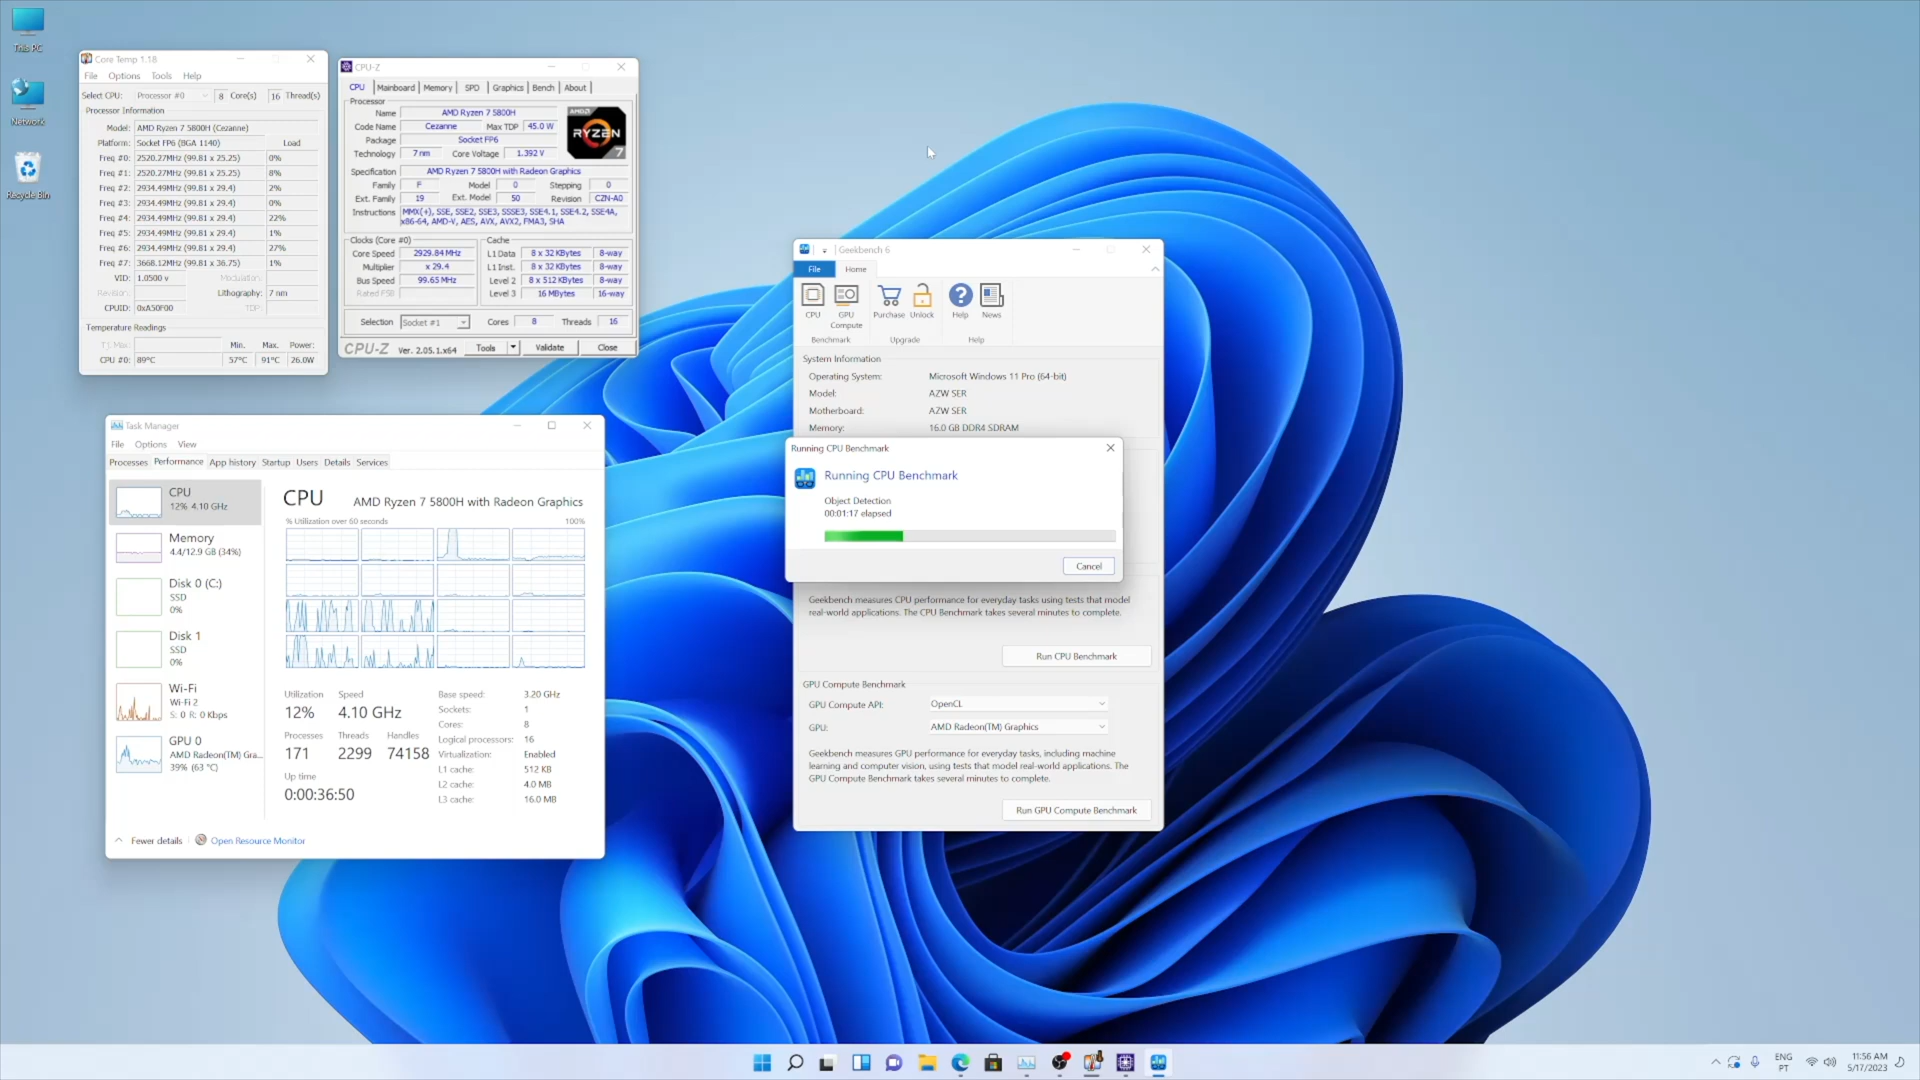 This PC
Network
Recycle Bin
Core Temp 1.18
File Options Tools Help
Select CPU: Processor #0 8 Core(s) 16 Thread(s)
Processor Information
Model: AMD Ryzen 7 5800H (Cezanne)
Platform: Socket FP6 (BGA 1140) Load
Freq #0: 2520.27MHz (99.81 x 25.25) 0%
Freq #1: 2520.27MHz (99.81 x 25.25) 8%
Freq #2: 2934.49MHz (99.81 x 29.4) 2%
Freq #3: 2934.49MHz (99.81 x 29.4) 0%
Freq #4: 2934.49MHz (99.81 x 29.4) 22%
Freq #5: 2934.49MHz (99.81 x 29.4) 1%
Freq #6: 2934.49MHz (99.81 x 29.4) 27%
Freq #7: 3668.12MHz (99.81 x 36.75) 1%
VID: 1.0500 v Modulation:
Revision: Lithography: 7 nm
CPUID: 0xA50F00 TDP:
Temperature Readings
Tj. Max: Min. Max. Power:
CPU #0: 89°C 57°C 91°C 26.0W
CPU-Z
CPU Mainboard Memory SPD Graphics Bench About
Processor
Name AMD Ryzen 7 5800H
Code Name Cezanne Max TDP 45.0 W
Package Socket FP6
Technology 7 nm Core Voltage 1.392 V
AMD
RYZEN
7
Specification AMD Ryzen 7 5800H with Radeon Graphics
Family F Model 0 Stepping 0
Ext. Family 19 Ext. Model 50 Revision CZN-A0
Instructions MMX(+), SSE, SSE2, SSE3, SSSE3, SSE4.1, SSE4.2, SSE4A,
x86-64, AMD-V, AES, AVX, AVX2, FMA3, SHA
Clocks (Core #0) Cache
Core Speed 2929.84 MHz L1 Data 8 x 32 KBytes 8-way
Multiplier x 29.4 L1 Inst. 8 x 32 KBytes 8-way
Bus Speed 99.65 MHz Level 2 8 x 512 KBytes 8-way
Rated FSB Level 3 16 MBytes 16-way
Selection Socket #1 Cores 8 Threads 16
CPU-Z Ver. 2.05.1.x64 Tools Validate Close
Task Manager
File Options View
Processes Performance App history Startup Users Details Services
CPU
12% 4.10 GHz
Memory
4.4/12.9 GB (34%)
Disk 0 (C:)
SSD
0%
Disk 1
SSD
0%
Wi-Fi
Wi-Fi 2
S: 0 R: 0 Kbps
GPU 0
AMD Radeon(TM) Gra...
39% (63 °C)
CPU AMD Ryzen 7 5800H with Radeon Graphics
% Utilization over 60 seconds 100%
Utilization Speed
12% 4.10 GHz
Processes Threads Handles
171 2299 74158
Up time
0:00:36:50
Base speed: 3.20 GHz
Sockets: 1
Cores: 8
Logical processors: 16
Virtualization: Enabled
L1 cache: 512 KB
L2 cache: 4.0 MB
L3 cache: 16.0 MB
Fewer details Open Resource Monitor
Geekbench 6
File Home
CPU GPU Compute Purchase Unlock Help News
Benchmark Upgrade Help
System Information
Operating System: Microsoft Windows 11 Pro (64-bit)
Model: AZW SER
Motherboard: AZW SER
Memory: 16.0 GB DDR4 SDRAM
Running CPU Benchmark
Running CPU Benchmark
Object Detection
00:01:17 elapsed
Cancel
Geekbench measures CPU performance for everyday tasks using tests that model
real-world applications. The CPU Benchmark takes several minutes to complete.
Run CPU Benchmark
GPU Compute Benchmark
GPU Compute API: OpenCL
GPU: AMD Radeon(TM) Graphics
Geekbench measures GPU performance for everyday tasks, including machine
learning and computer vision, using tests that model real-world applications. The
GPU Compute Benchmark takes several minutes to complete.
Run GPU Compute Benchmark
ENG
PT
11:56 AM
5/17/2023